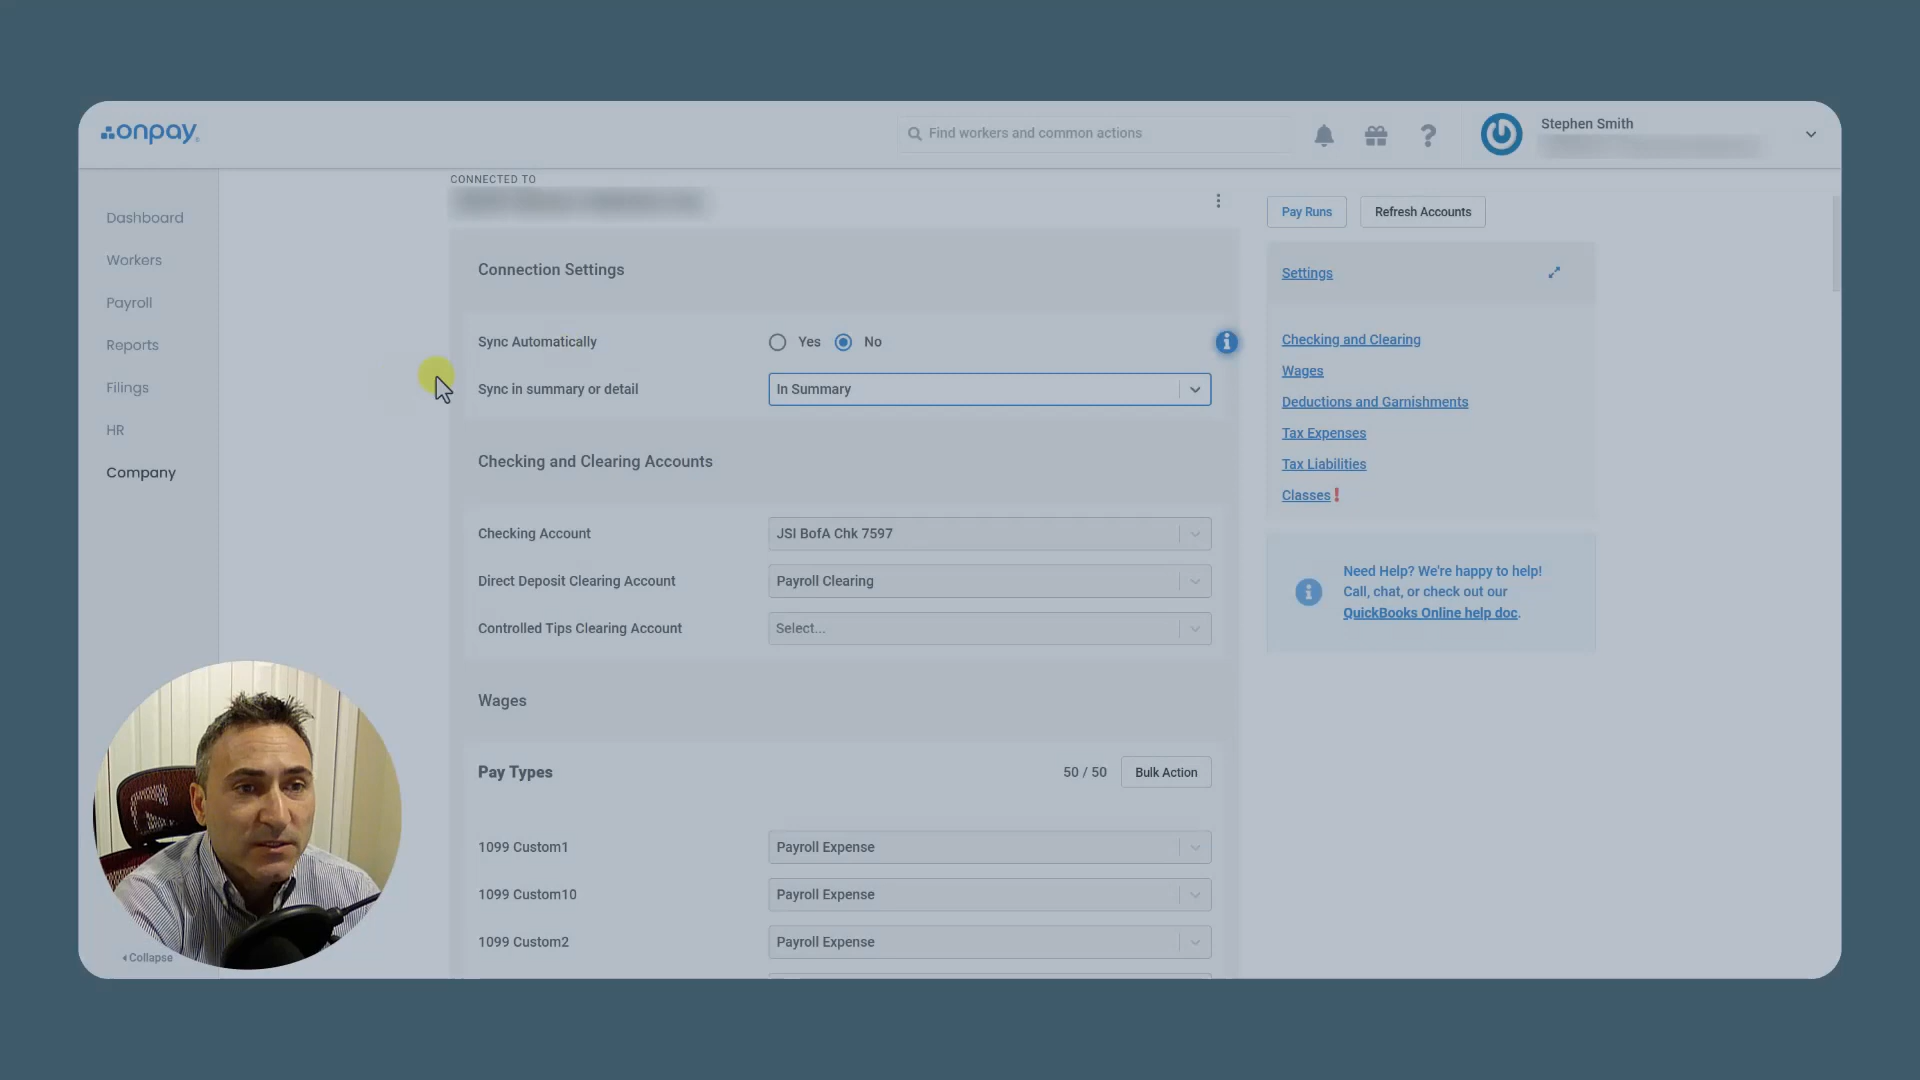 onpay
Find workers and common actions
Stephen Smith
Dashboard
Workers
Payroll
Reports
Filings
HR
Company
Collapse
CONNECTED TO
Connection Settings
Sync Automatically
Yes
No
Sync in summary or detail
In Summary
Checking and Clearing Accounts
Checking Account
JSI BofA Chk 7597
Direct Deposit Clearing Account
Payroll Clearing
Controlled Tips Clearing Account
Select...
Wages
Pay Types
50 / 50
Bulk Action
1099 Custom1
Payroll Expense
1099 Custom10
Payroll Expense
1099 Custom2
Payroll Expense
Pay Runs
Refresh Accounts
Settings
Checking and Clearing
Wages
Deductions and Garnishments
Tax Expenses
Tax Liabilities
Classes❗
Need Help? We're happy to help!
Call, chat, or check out our
QuickBooks Online help doc.